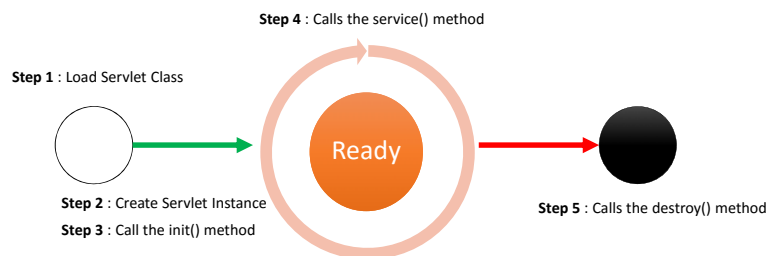 Step 4 : Calls the service() method
Step 1 : Load Servlet Class
Ready
Step 2 : Create Servlet Instance
Step 3 : Call the init() method
Step 5 : Calls the destroy() method